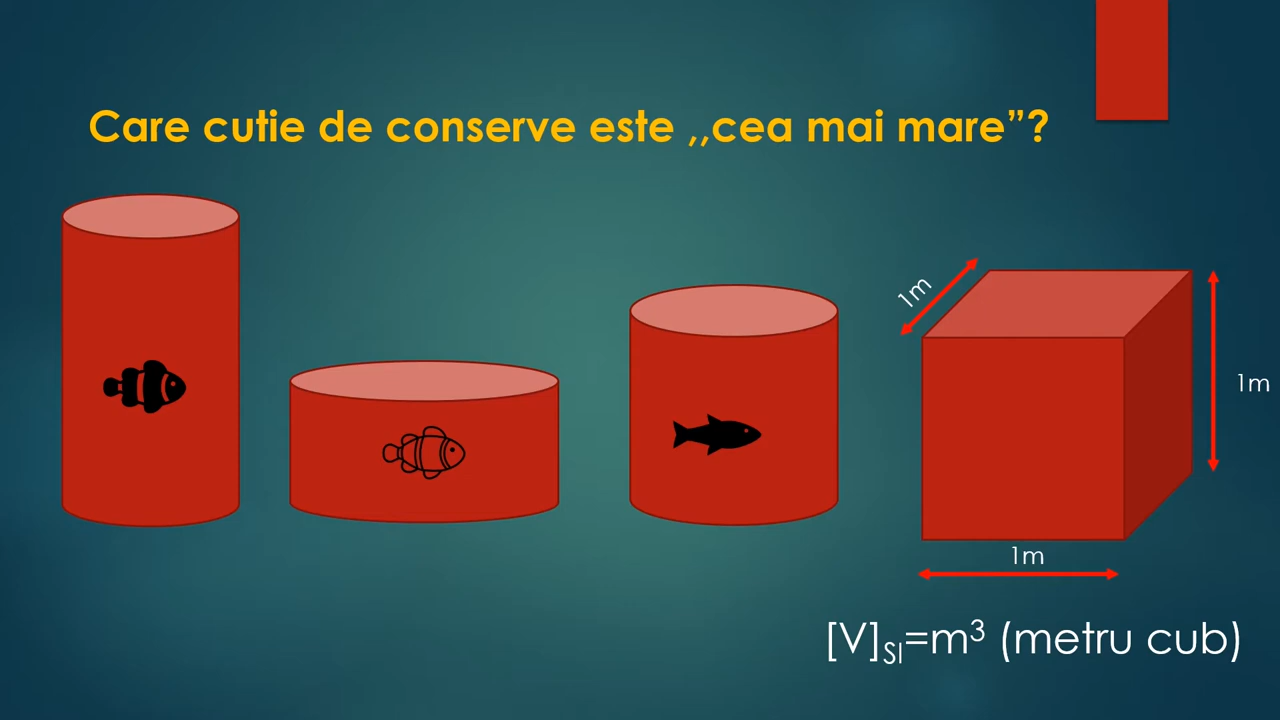 Care cutie de conserve este ,,cea mai mare”?
1m
1m
1m
[V]SI=m³ (metru cub)